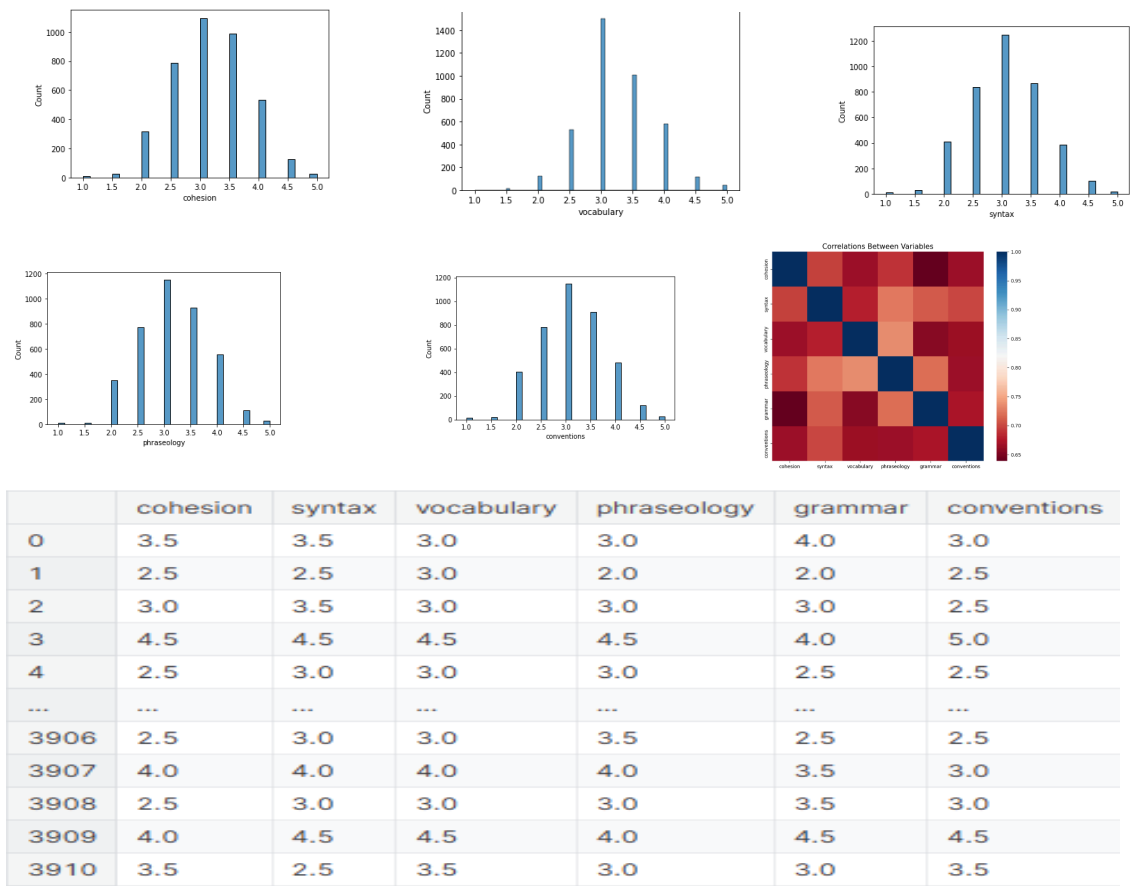 1000
800
600
400
200
0
Count
1.0 1.5 2.0 2.5 3.0 3.5 4.0 4.5 5.0
cohesion
1400
1200
1000
800
600
400
200
0
Count
1.0 1.5 2.0 2.5 3.0 3.5 4.0 4.5 5.0
vocabulary
1200
1000
800
600
400
200
0
Count
1.0 1.5 2.0 2.5 3.0 3.5 4.0 4.5 5.0
syntax
1200
1000
800
600
400
200
0
Count
1.0 1.5 2.0 2.5 3.0 3.5 4.0 4.5 5.0
phraseology
1200
1000
800
600
400
200
0
Count
1.0 1.5 2.0 2.5 3.0 3.5 4.0 4.5 5.0
conventions
Correlations Between Variables
cohesion
syntax
vocabulary
phraseology
grammar
conventions
cohesion syntax vocabulary phraseology grammar conventions
1.00
0.95
0.90
0.85
0.80
0.75
0.70
0.65
cohesion syntax vocabulary phraseology grammar conventions
0 3.5 3.5 3.0 3.0 4.0 3.0
1 2.5 2.5 3.0 2.0 2.0 2.5
2 3.0 3.5 3.0 3.0 3.0 2.5
3 4.5 4.5 4.5 4.5 4.0 5.0
4 2.5 3.0 3.0 3.0 2.5 2.5
... ... ... ... ... ... ...
3906 2.5 3.0 3.0 3.5 2.5 2.5
3907 4.0 4.0 4.0 4.0 3.5 3.0
3908 2.5 3.0 3.0 3.0 3.5 3.0
3909 4.0 4.5 4.5 4.0 4.5 4.5
3910 3.5 2.5 3.5 3.0 3.0 3.5